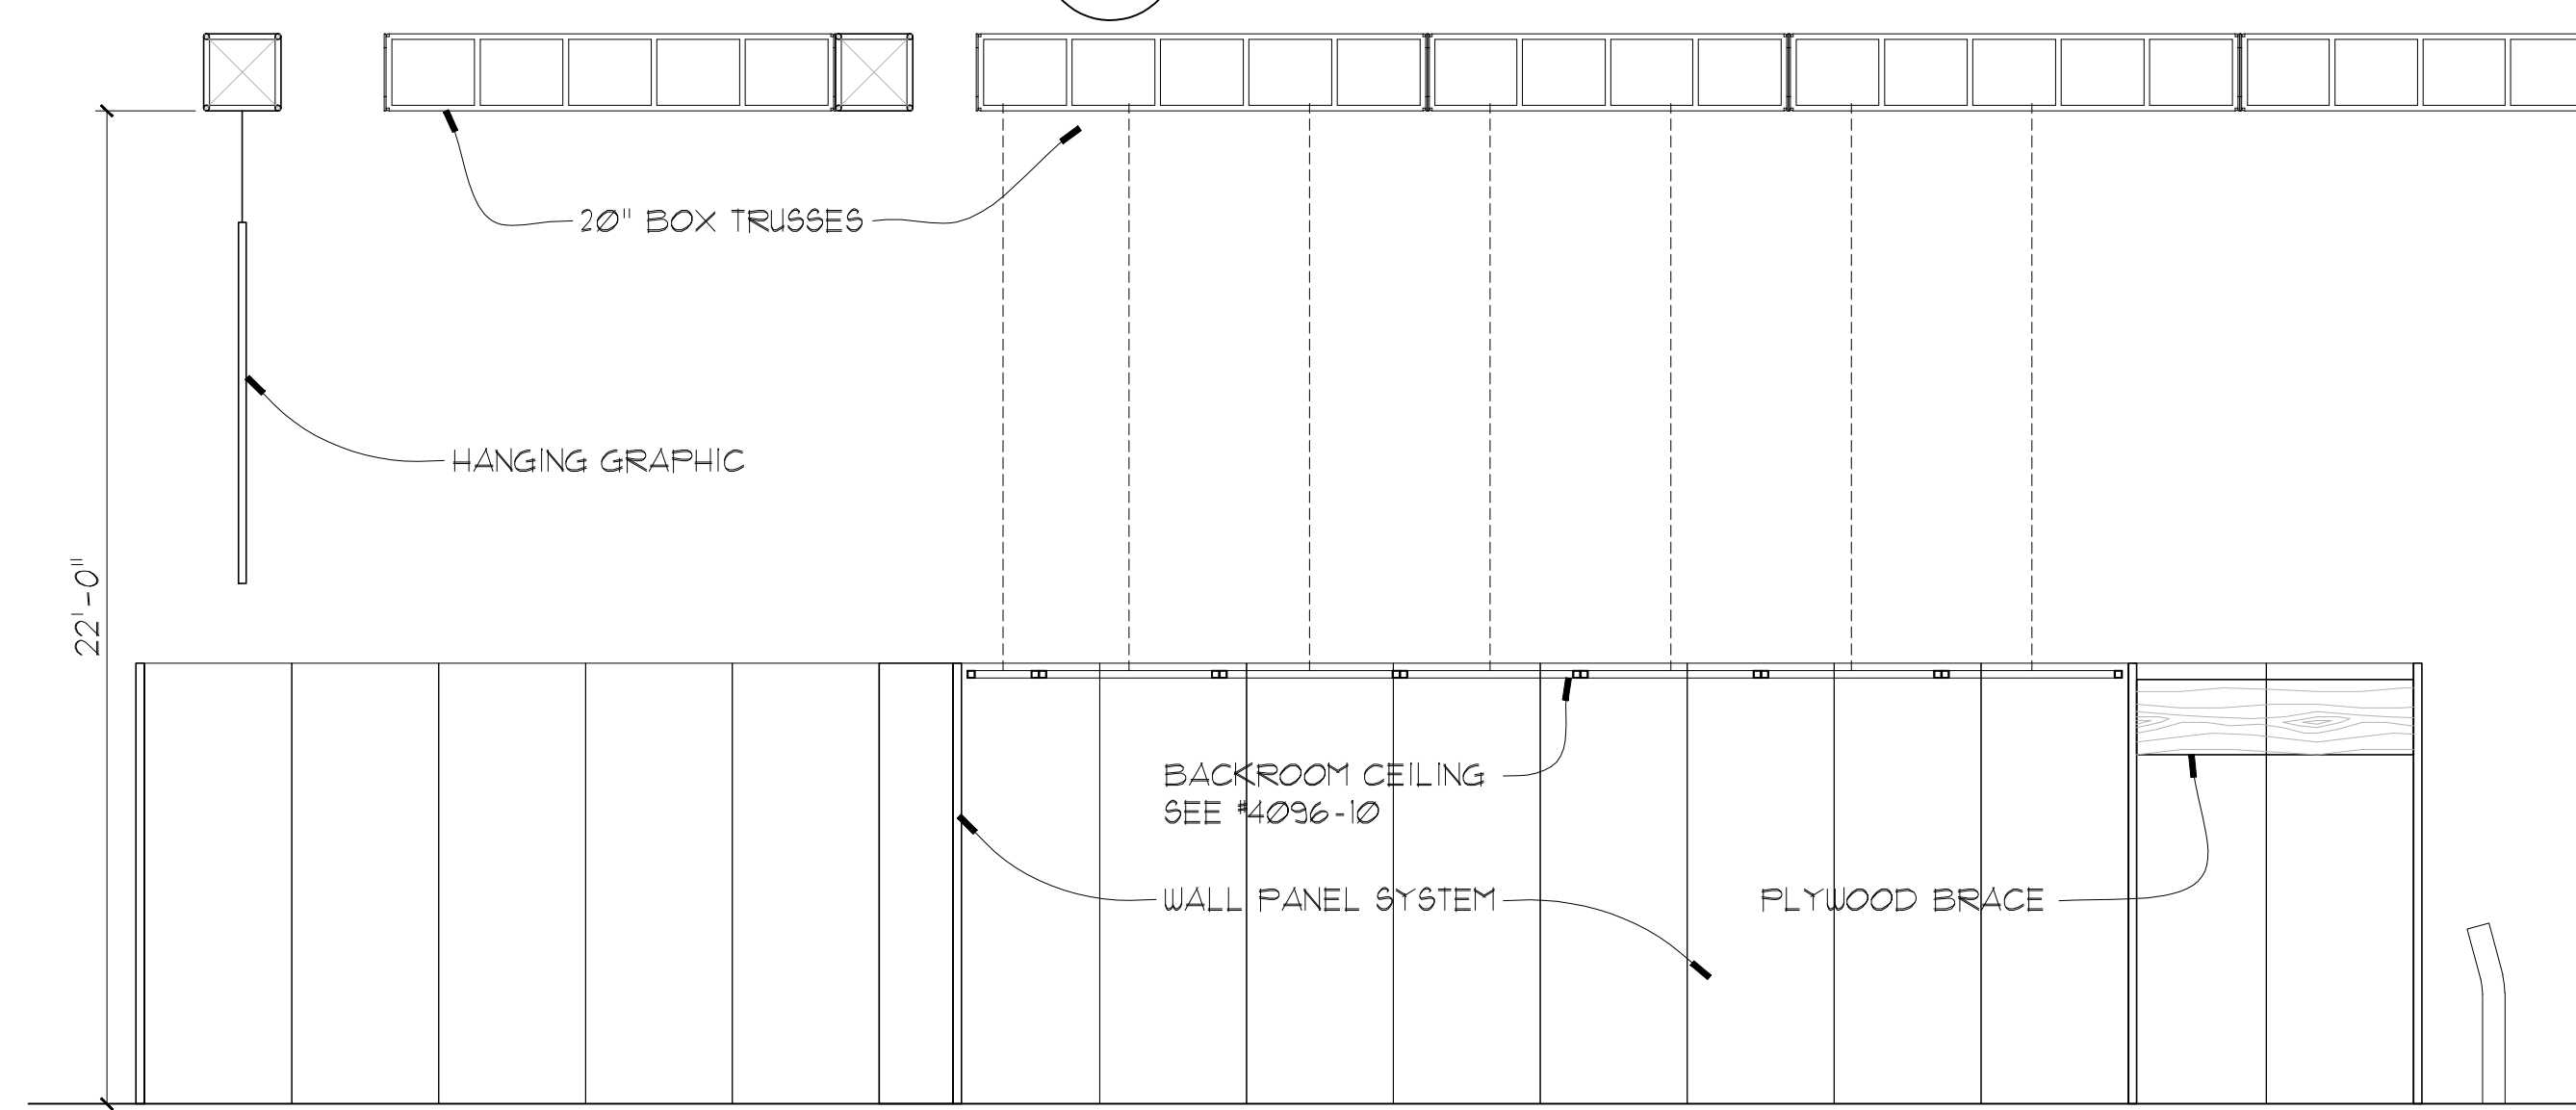 20" BOX TRUSSES
HANGING GRAPHIC
22'-0"
BACKROOM CEILING
SEE #4096-10
WALL PANEL SYSTEM
PLYWOOD BRACE